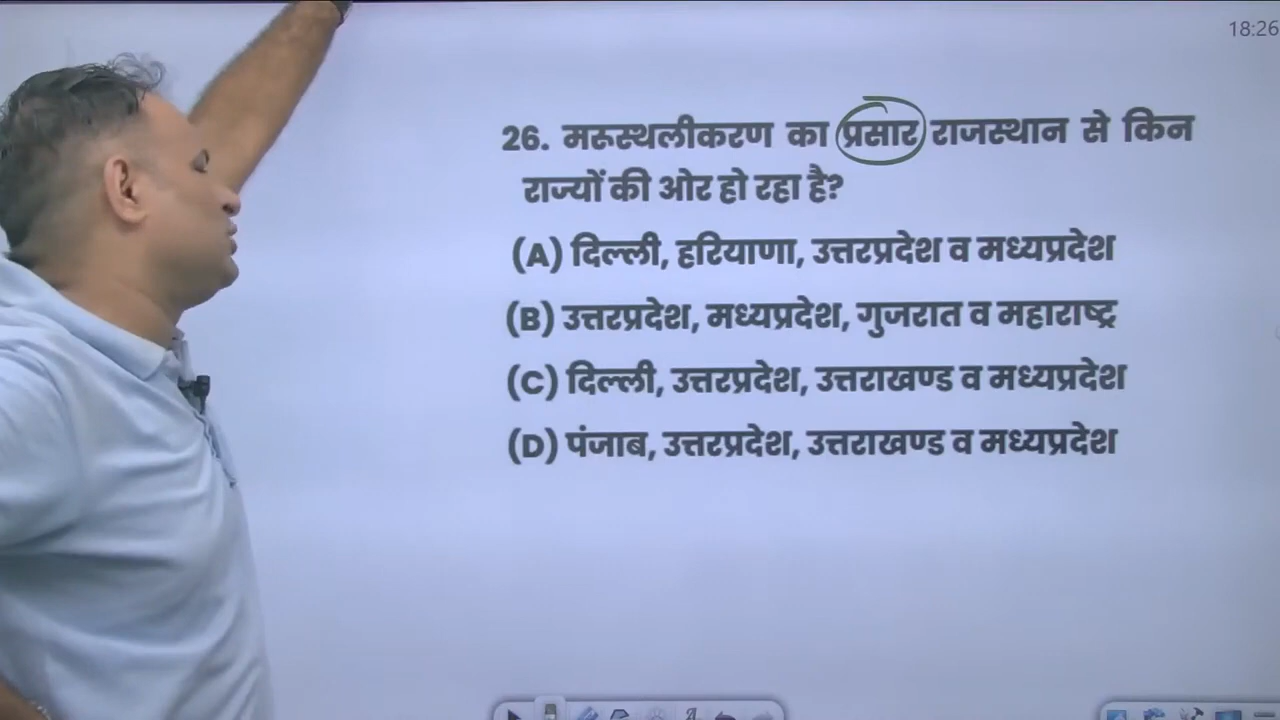 18:26
26. मरूस्थलीकरण का प्रसार राजस्थान से किन
राज्यों की ओर हो रहा है?
(A) दिल्ली, हरियाणा, उत्तरप्रदेश व मध्यप्रदेश
(B) उत्तरप्रदेश, मध्यप्रदेश, गुजरात व महाराष्ट्र
(C) दिल्ली, उत्तरप्रदेश, उत्तराखण्ड व मध्यप्रदेश
(D) पंजाब, उत्तरप्रदेश, उत्तराखण्ड व मध्यप्रदेश